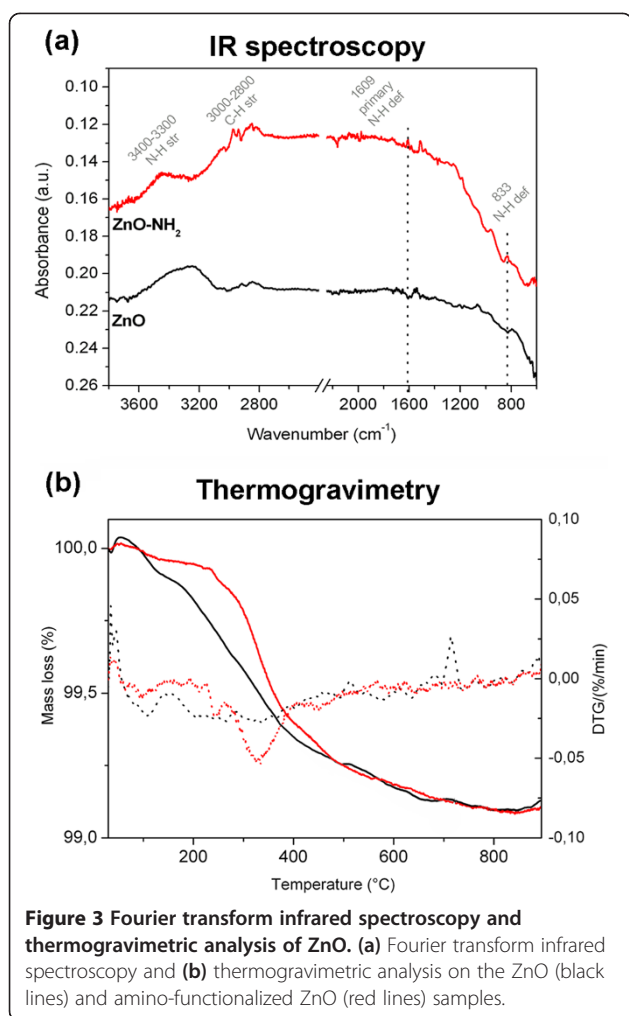 (a)
IR spectroscopy
0.10
0.12
0.14
0.16
0.18
0.20
0.22
0.24
0.26
Absorbance (a.u.)
3400-3300
N-H str
3000-2800
C-H str
1609
primary
N-H def
833
N-H def
ZnO-NH2
ZnO
3800 3200 2800 2000 1600 1200 800
Wavenumber (cm-1)
(b)
Thermogravimetry
100,0
99,5
99,0
Mass loss (%)
0,10
0,05
0,00
-0,05
-0,10
DTG/(%/min)
200 400 600 800
Temperature (°C)
Figure 3 Fourier transform infrared spectroscopy and
thermogravimetric analysis of ZnO. (a) Fourier transform infrared
spectroscopy and (b) thermogravimetric analysis on the ZnO (black
lines) and amino-functionalized ZnO (red lines) samples.